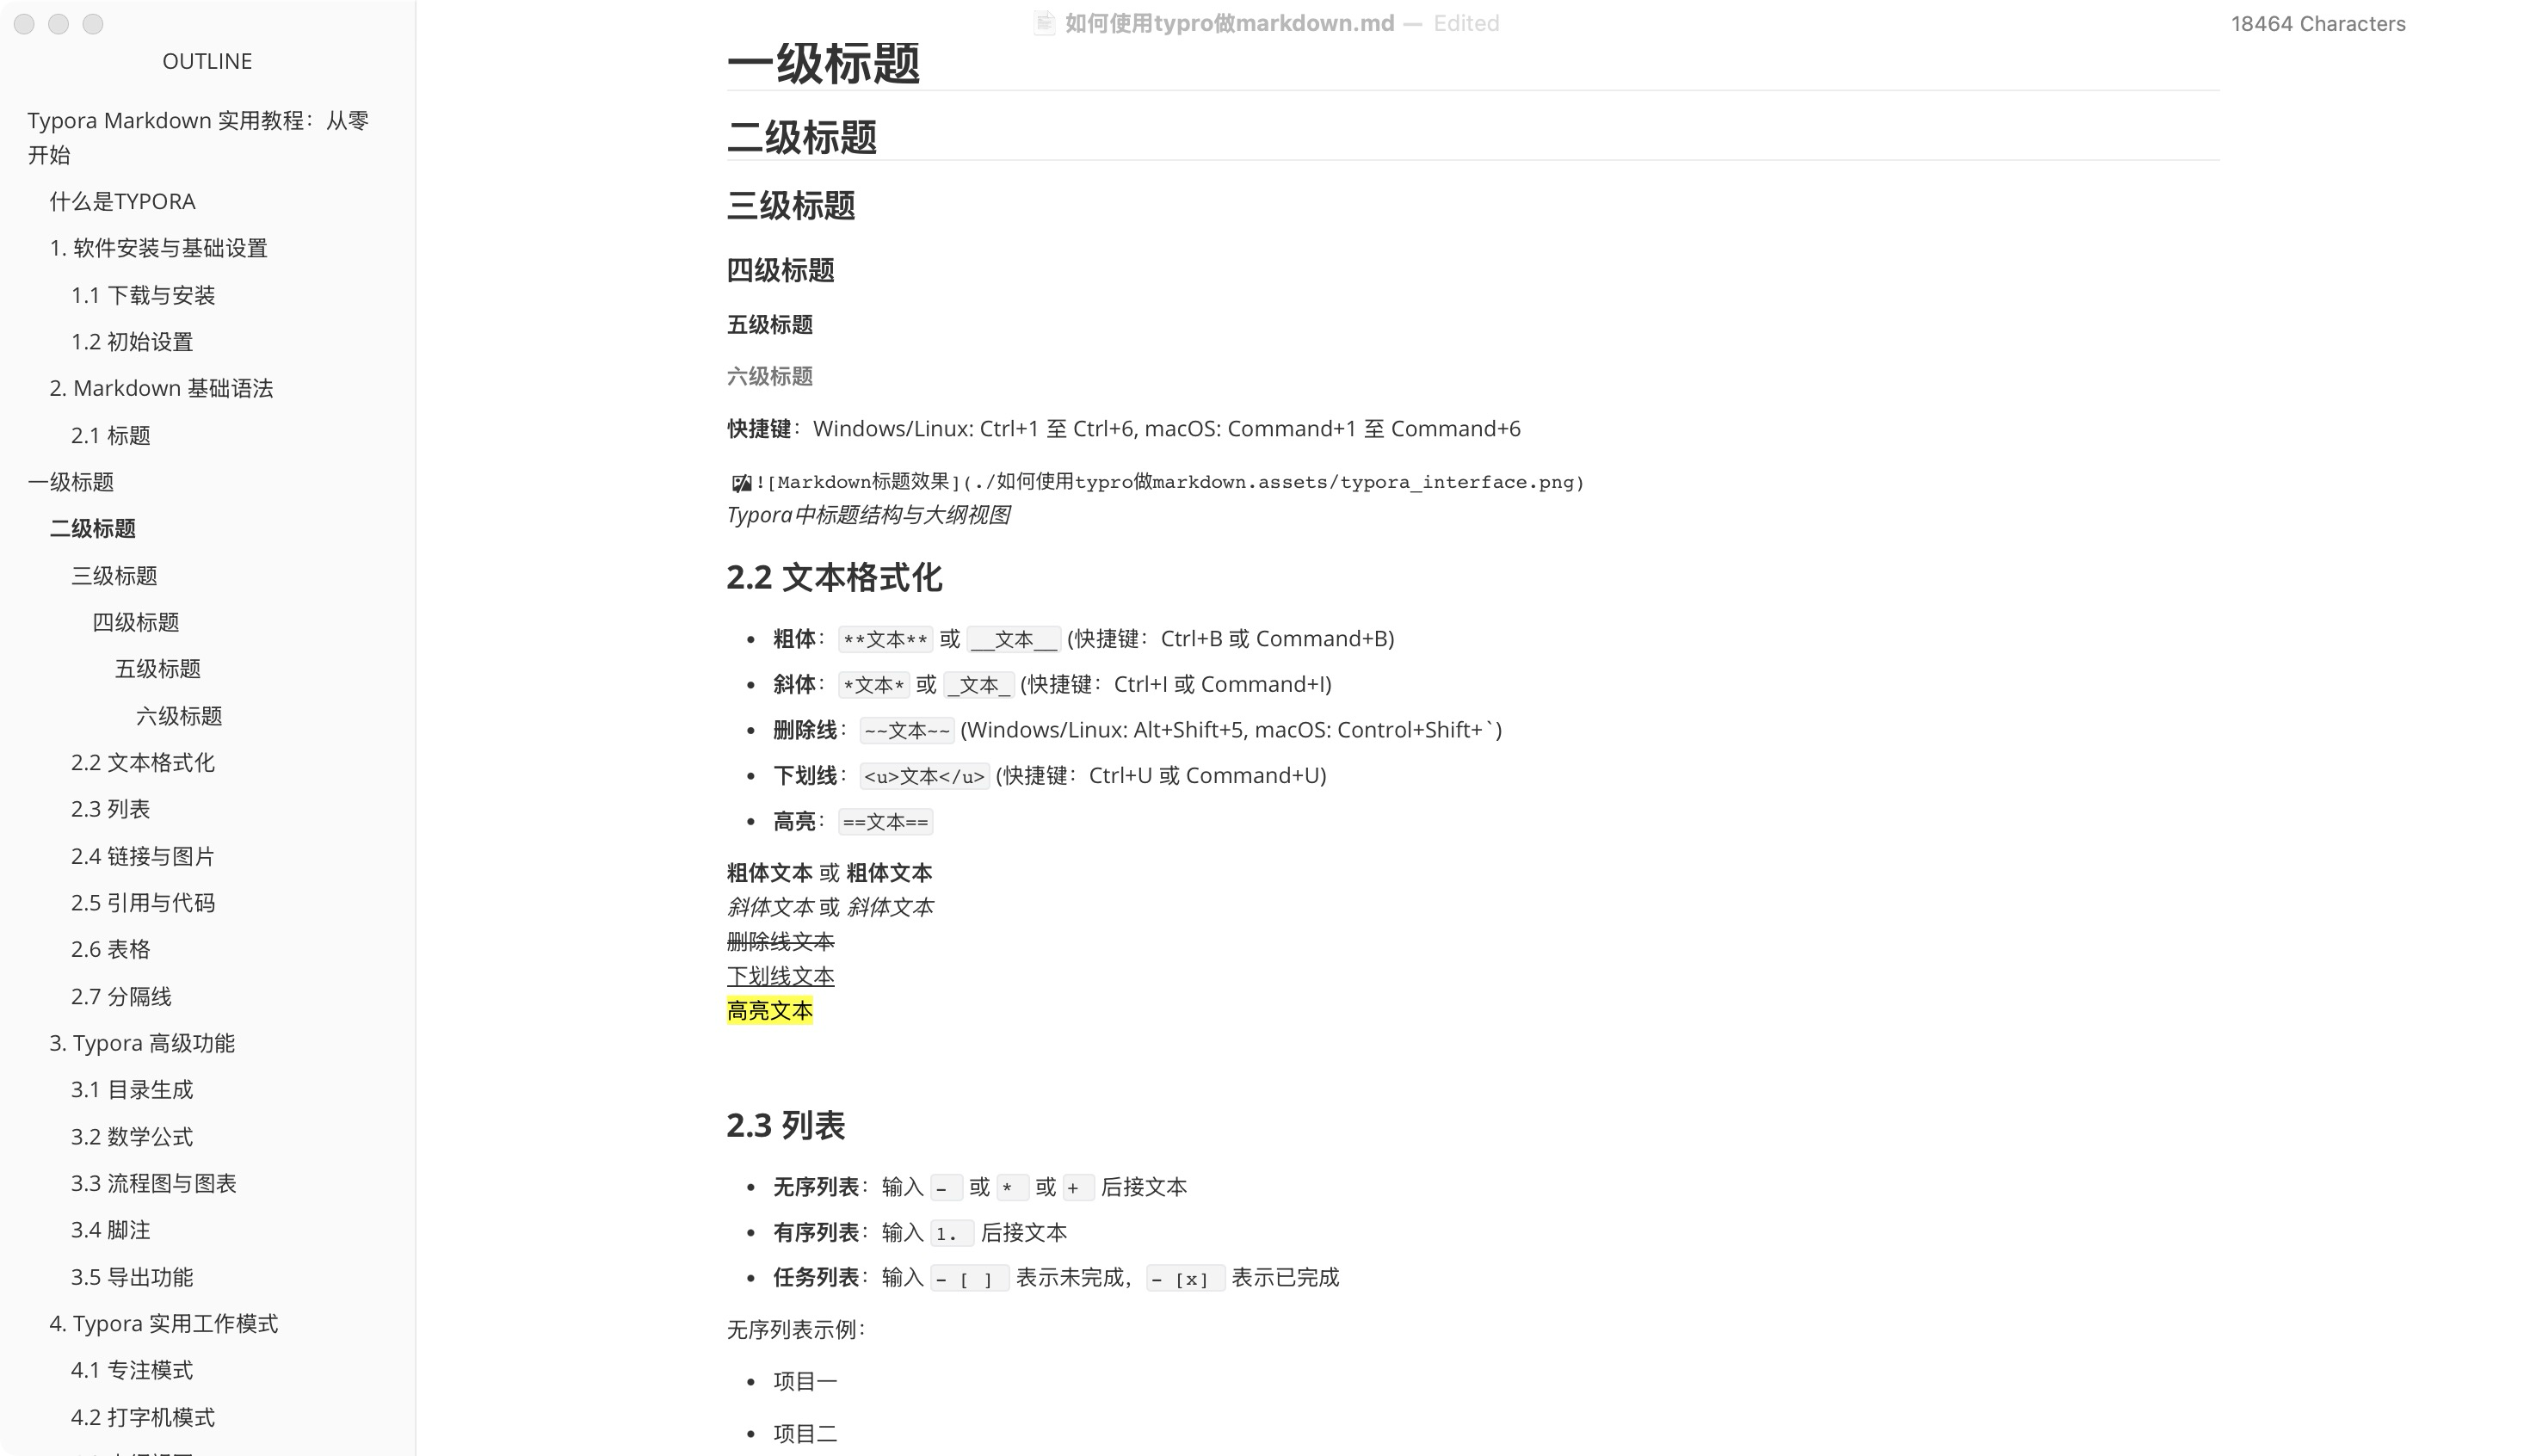 如何使用typro做markdown.md — Edited
18464 Characters
OUTLINE
Typora Markdown 实用教程：从零
开始
什么是TYPORA
1. 软件安装与基础设置
1.1 下载与安装
1.2 初始设置
2. Markdown 基础语法
2.1 标题
一级标题
二级标题
三级标题
四级标题
五级标题
六级标题
2.2 文本格式化
2.3 列表
2.4 链接与图片
2.5 引用与代码
2.6 表格
2.7 分隔线
3. Typora 高级功能
3.1 目录生成
3.2 数学公式
3.3 流程图与图表
3.4 脚注
3.5 导出功能
4. Typora 实用工作模式
4.1 专注模式
4.2 打字机模式
一级标题
二级标题
三级标题
四级标题
五级标题
六级标题
快捷键：Windows/Linux: Ctrl+1 至 Ctrl+6, macOS: Command+1 至 Command+6
![Markdown标题效果](./如何使用typro做markdown.assets/typora_interface.png)
Typora中标题结构与大纲视图
2.2 文本格式化
• 粗体：**文本** 或 __文本__ (快捷键：Ctrl+B 或 Command+B)
• 斜体：*文本* 或 _文本_ (快捷键：Ctrl+I 或 Command+I)
• 删除线：~~文本~~ (Windows/Linux: Alt+Shift+5, macOS: Control+Shift+`)
• 下划线：<u>文本</u> (快捷键：Ctrl+U 或 Command+U)
• 高亮：==文本==
粗体文本 或 粗体文本
斜体文本 或 斜体文本
删除线文本
下划线文本
高亮文本
2.3 列表
• 无序列表：输入 - 或 * 或 + 后接文本
• 有序列表：输入 1. 后接文本
• 任务列表：输入 - [ ] 表示未完成，- [x] 表示已完成
无序列表示例：
• 项目一
• 项目二